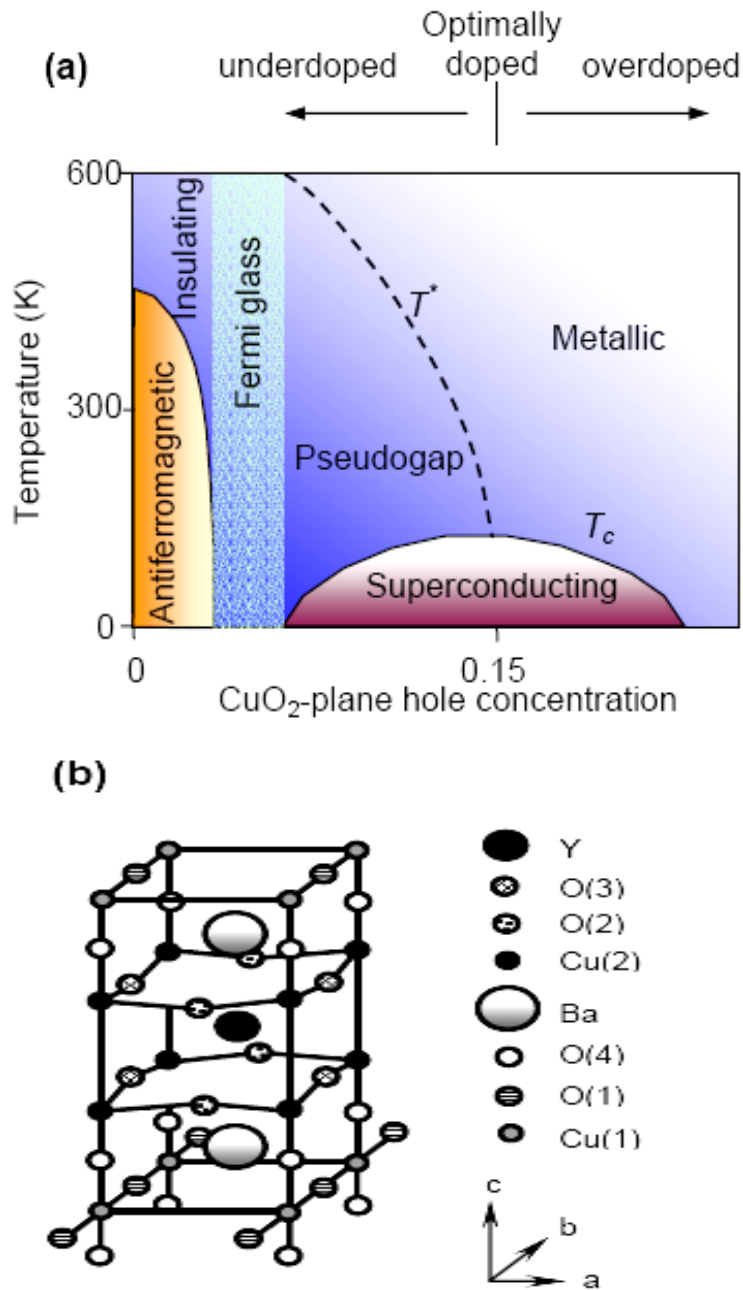 (a)
Optimally
underdoped doped overdoped
600
300
0
Temperature (K)
Antiferromagnetic
Insulating
Fermi glass
T*
Metallic
Pseudogap
Tc
Superconducting
0 0.15
CuO2-plane hole concentration
(b)
Y
O(3)
O(2)
Cu(2)
Ba
O(4)
O(1)
Cu(1)
c
b
a